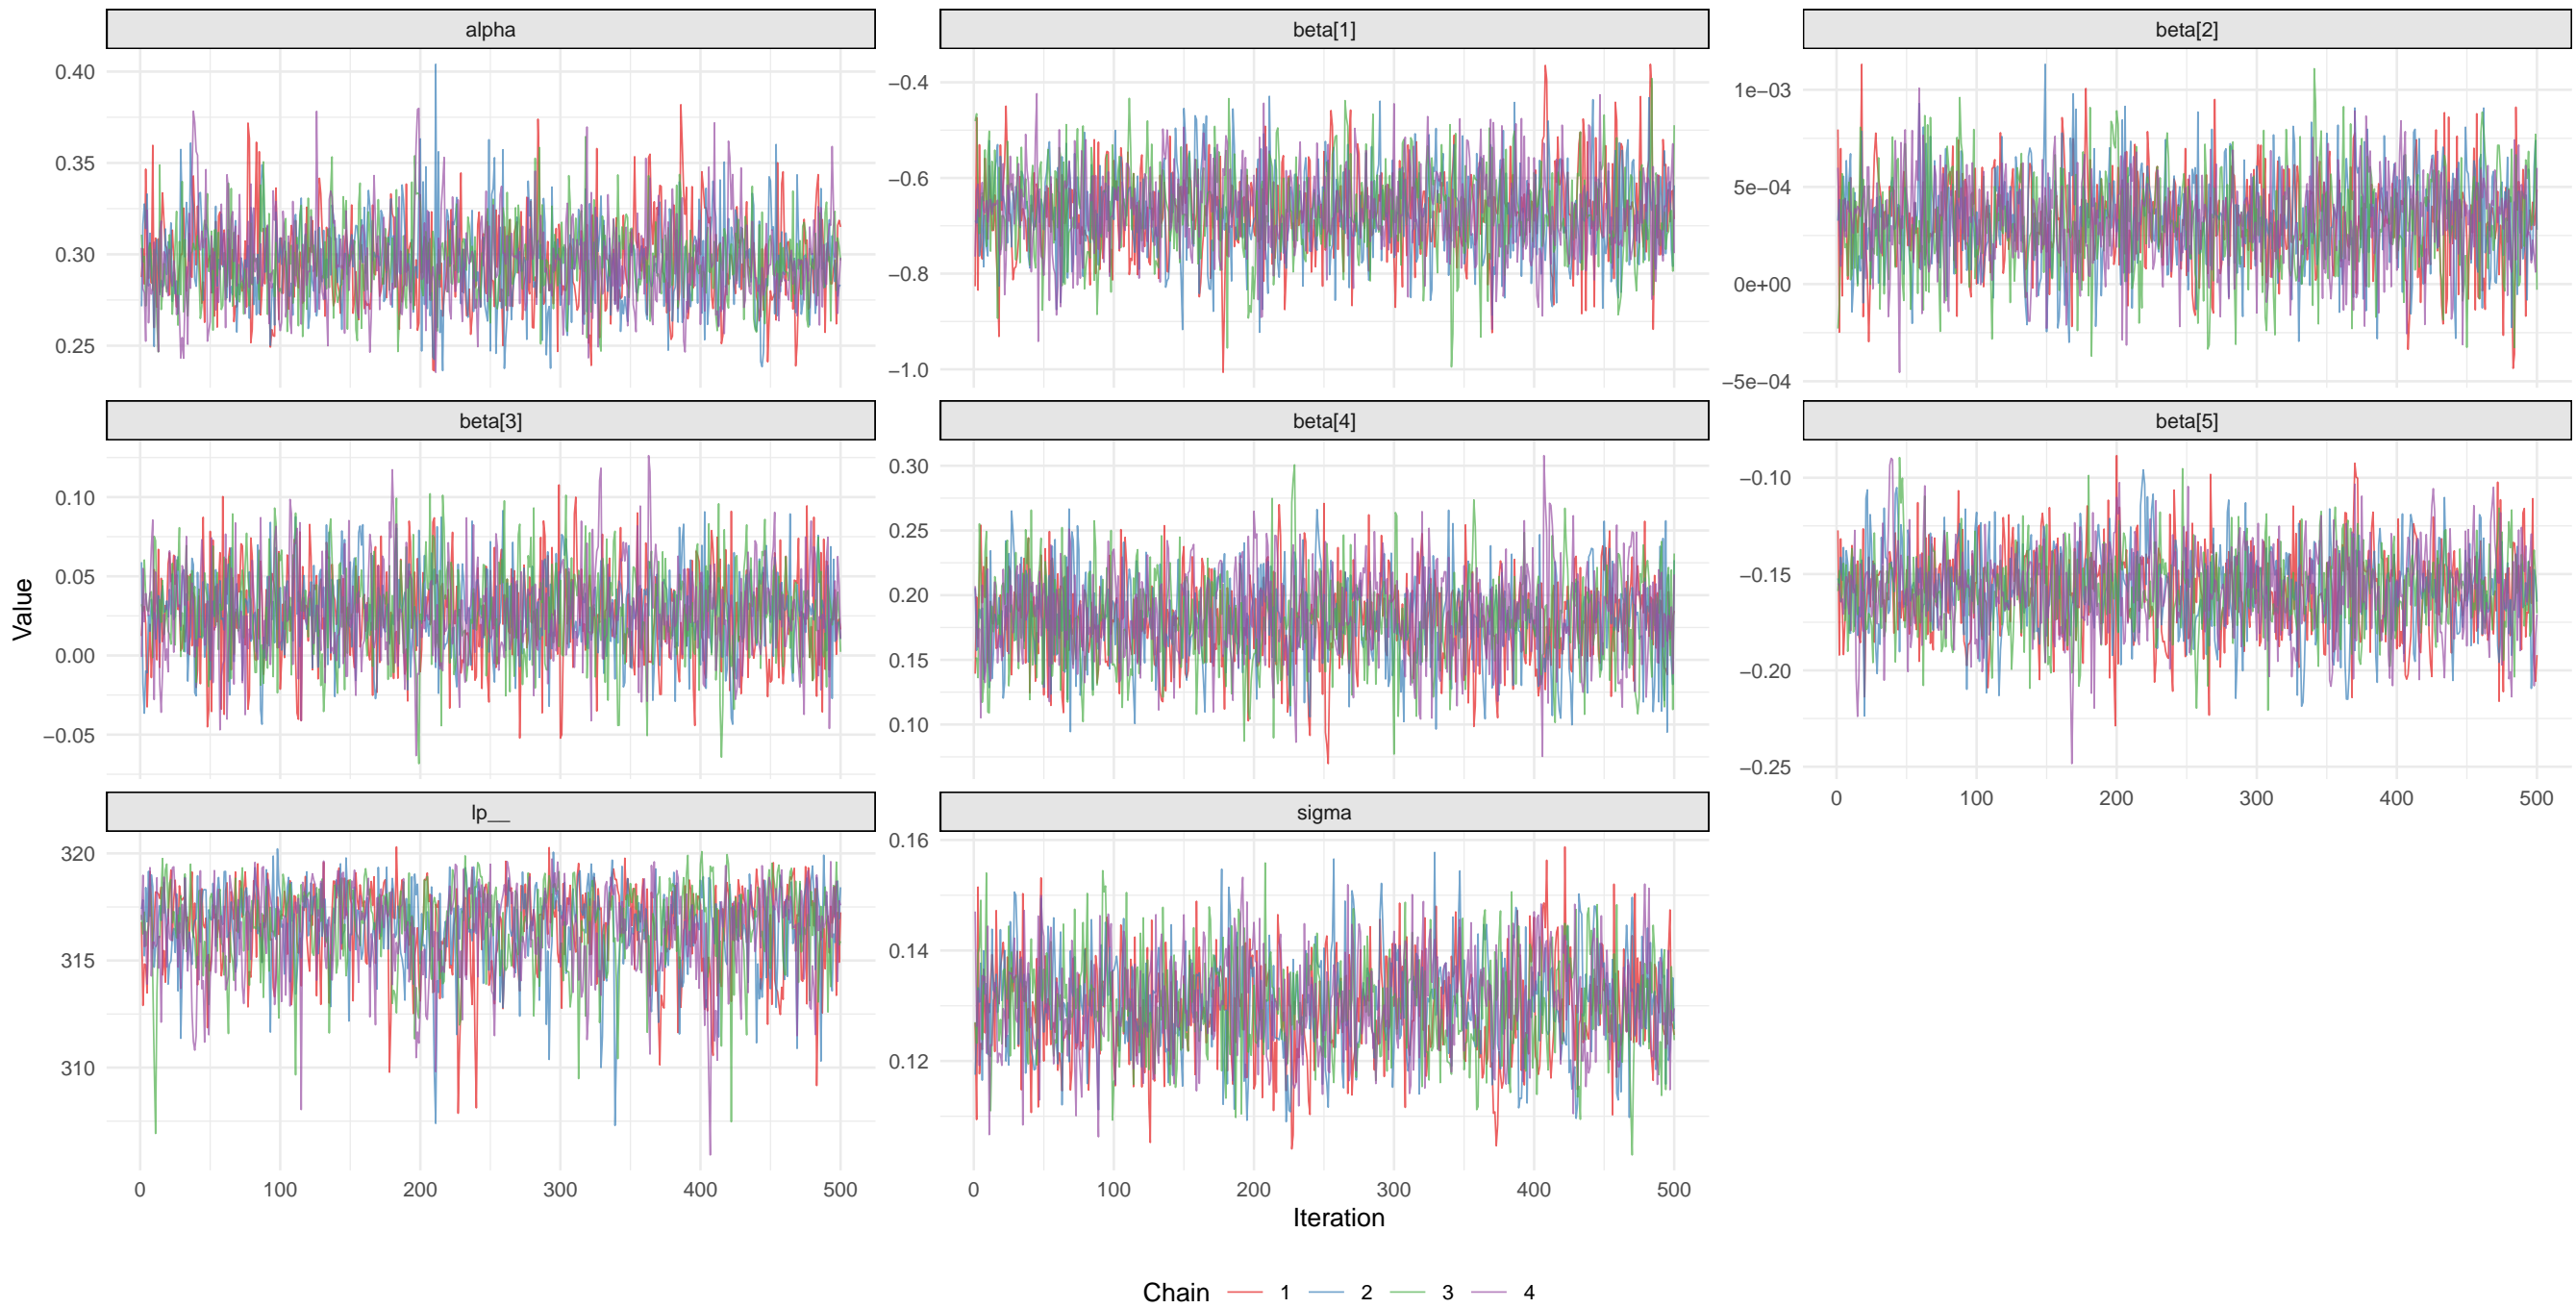 alpha
beta[1]
beta[2]
0.40
0.35
0.30
0.25
−0.4
−0.6
−0.8
−1.0
1e−03
5e−04
0e+00
−5e−04
beta[3]
beta[4]
beta[5]
0.10
0.05
0.00
−0.05
0.30
0.25
0.20
0.15
0.10
−0.10
−0.15
−0.20
−0.25
0 100 200 300 400 500
Value
lp__
sigma
320
315
310
0.16
0.14
0.12
0 100 200 300 400 500
0 100 200 300 400 500
Iteration
Chain 1 2 3 4